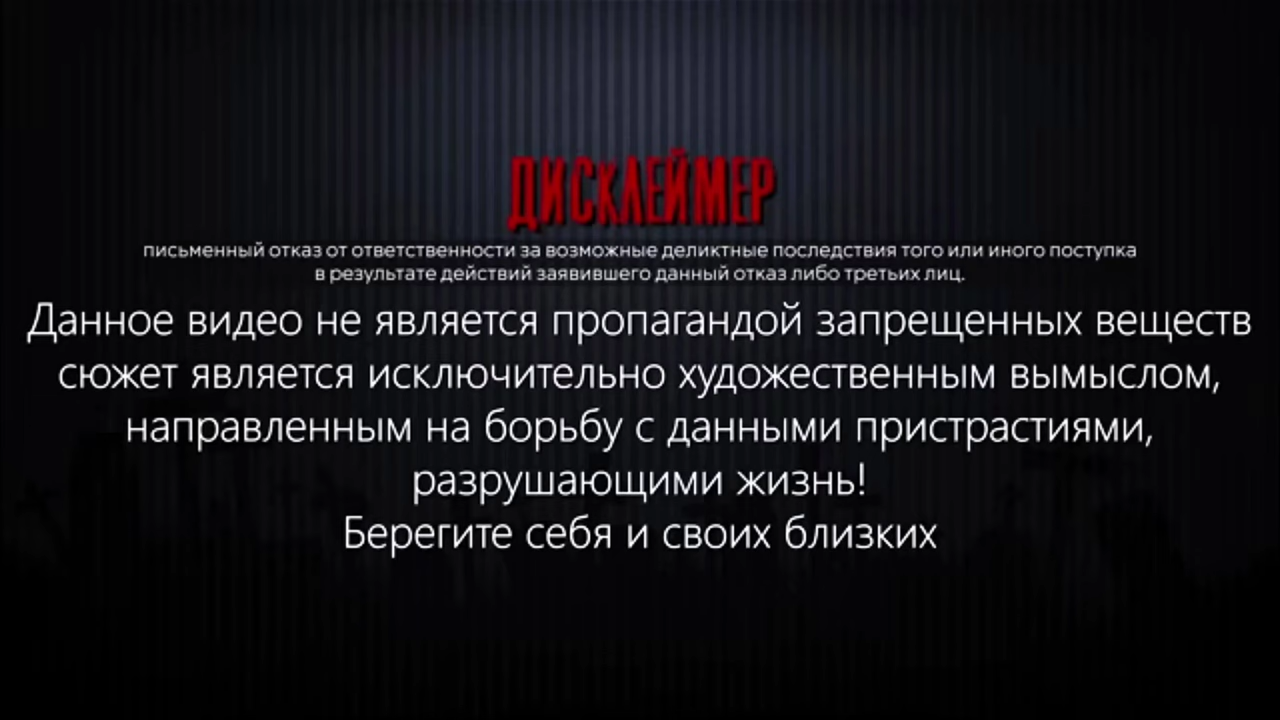 ДИСКЛЕЙМЕР
письменный отказ от ответственности за возможные деликтные последствия того или иного поступка
в результате действий заявившего данный отказ либо третьих лиц.
Данное видео не является пропагандой запрещенных веществ
сюжет является исключительно художественным вымыслом,
направленным на борьбу с данными пристрастиями,
разрушающими жизнь!
Берегите себя и своих близких